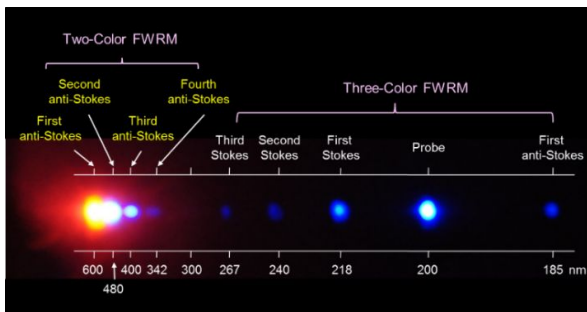 Two-Color FWRM
Second
anti-Stokes
Fourth
anti-Stokes
First
anti-Stokes
Third
anti-Stokes
Three-Color FWRM
Third
Stokes
Second
Stokes
First
Stokes
Probe
First
anti-Stokes
600 400 342 300 267 240 218 200 185 nm
480